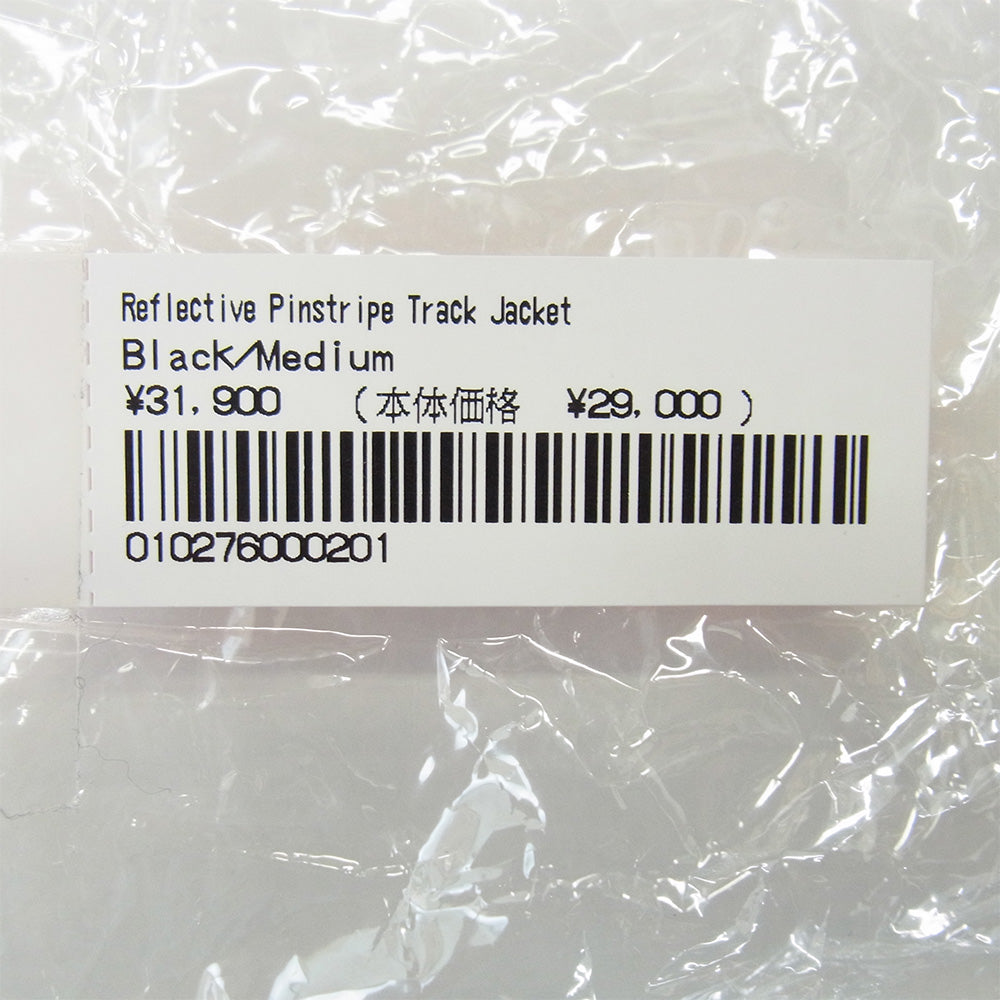 Reflective Pinstripe Track Jacket
Black/Medium
¥31,900 (本体価格 ¥29,000)
010276000201